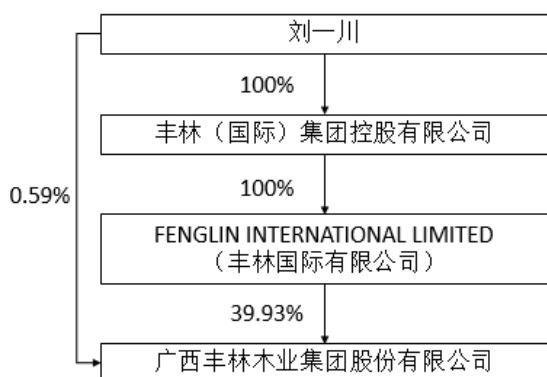 刘一川
100%
丰林（国际）集团控股有限公司
100%
0.59%
FENGLIN INTERNATIONAL LIMITED
（丰林国际有限公司）
39.93%
广西丰林木业集团股份有限公司